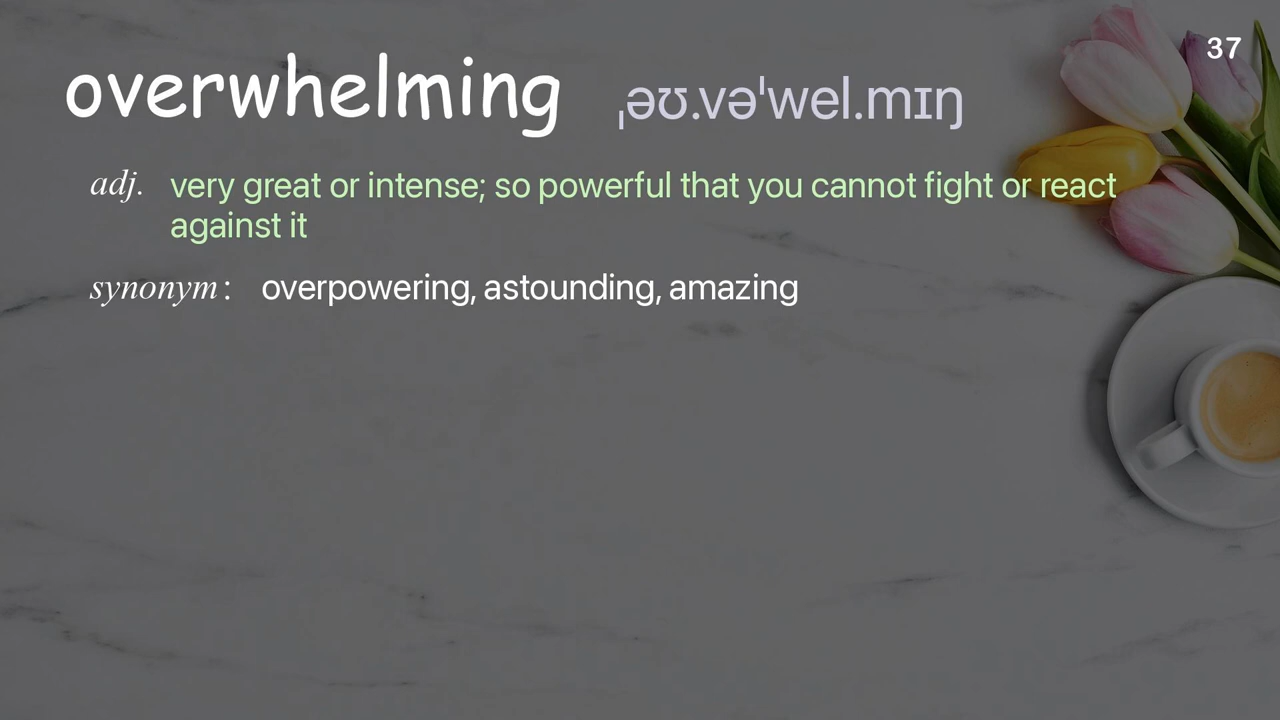 37
overwhelming ˌəʊ.vəˈwel.mɪŋ
adj. very great or intense; so powerful that you cannot fight or react
against it
synonym: overpowering, astounding, amazing